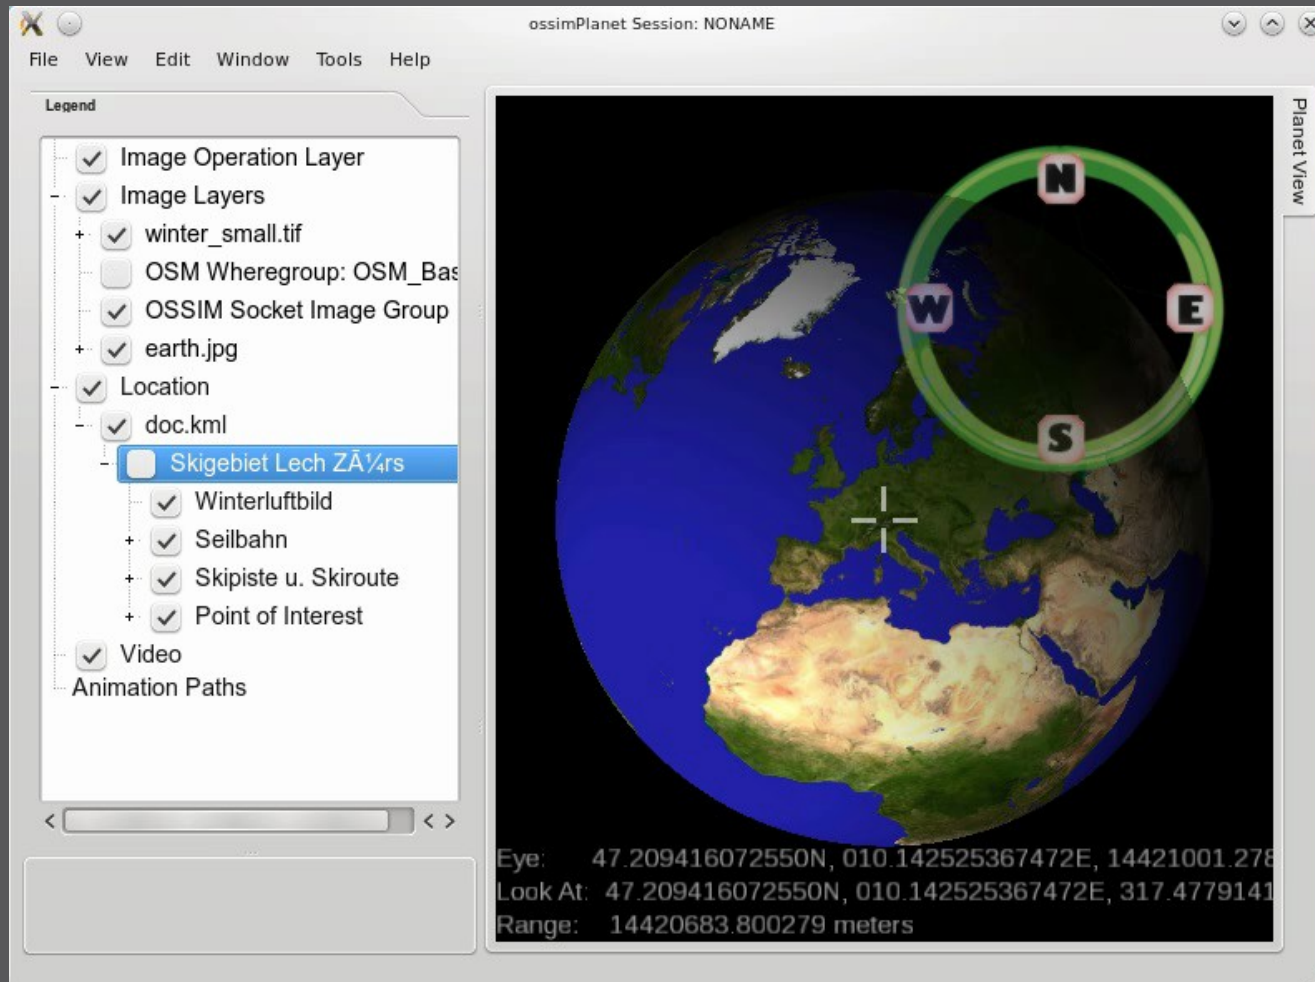 ossimPlanet Session: NONAME
File View Edit Window Tools Help
Legend
Image Operation Layer
Image Layers
winter_small.tif
OSM Wheregroup: OSM_Bas
OSSIM Socket Image Group
earth.jpg
Location
doc.kml
Skigebiet Lech ZÃ¼rs
Winterluftbild
Seilbahn
Skipiste u. Skiroute
Point of Interest
Video
Animation Paths
Planet View
N
W
E
S
Eye: 47.209416072550N, 010.142525367472E, 14421001.278
Look At: 47.209416072550N, 010.142525367472E, 317.4779141
Range: 14420683.800279 meters